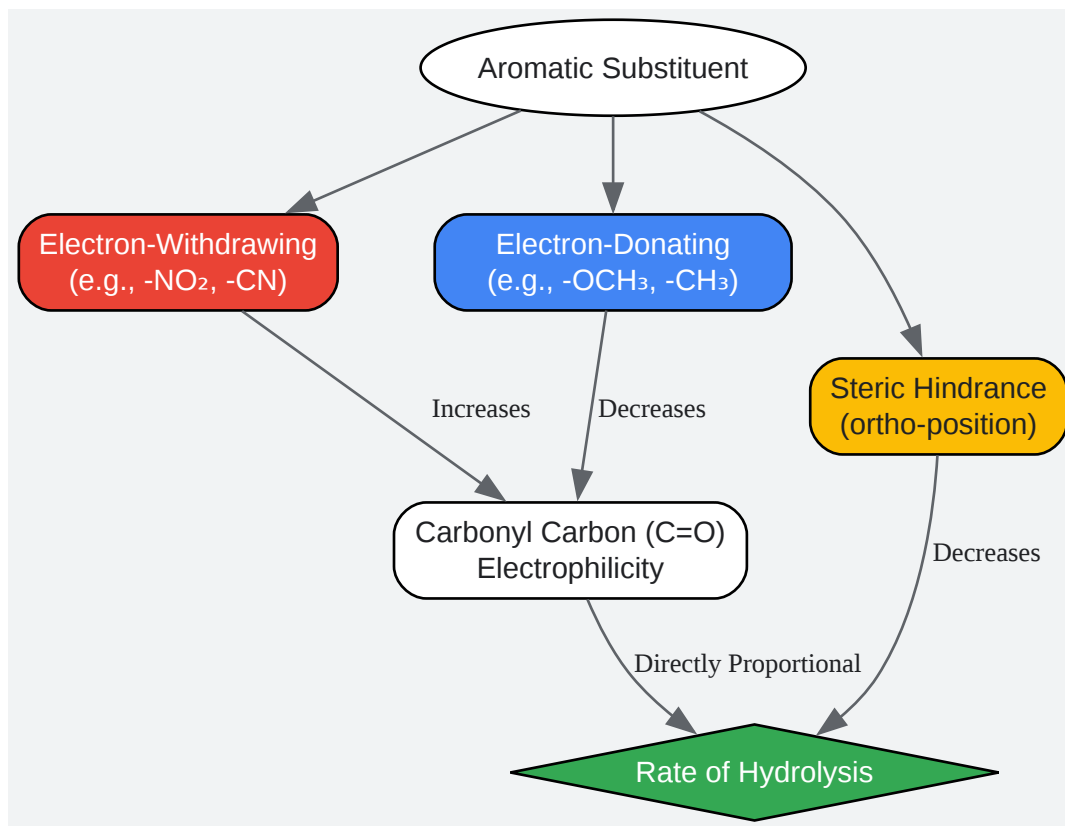 Aromatic Substituent
Electron-Withdrawing
(e.g., -NO₂, -CN)
Electron-Donating
(e.g., -OCH₃, -CH₃)
Steric Hindrance
(ortho-position)
Increases
Decreases
Carbonyl Carbon (C=O)
Electrophilicity
Decreases
Directly Proportional
Rate of Hydrolysis